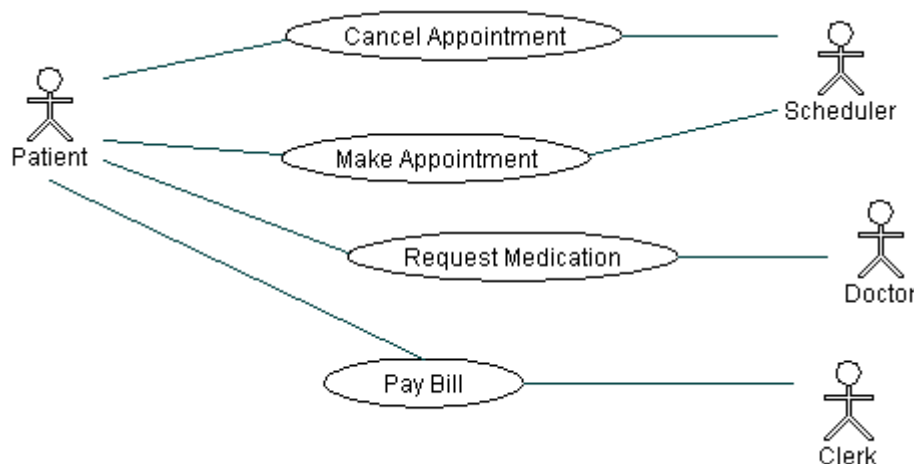 Cancel Appointment
Scheduler
Patient
Make Appointment
Request Medication
Doctor
Pay Bill
Clerk